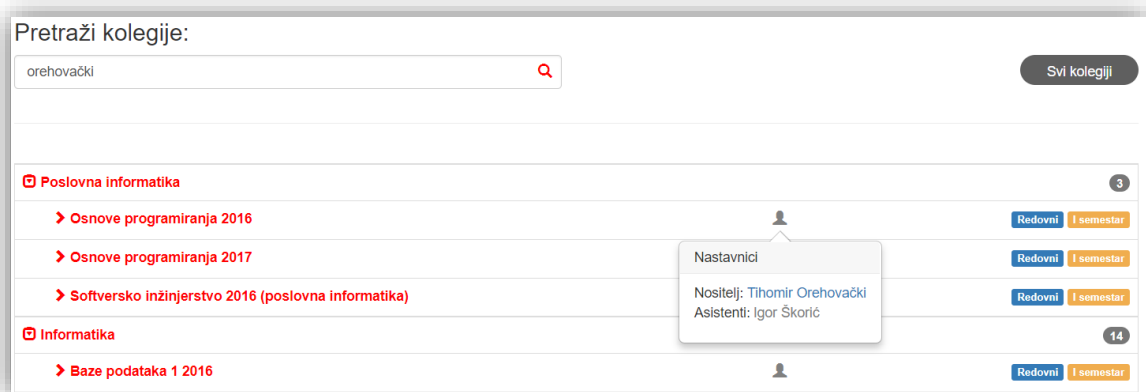 Pretraži kolegije:
orehovački
Svi kolegiji
Poslovna informatika 3
Osnove programiranja 2016 Redovni I semestar
Osnove programiranja 2017 Redovni I semestar
Nastavnici
Softversko inžinjerstvo 2016 (poslovna informatika) Redovni I semestar
Nositelj: Tihomir Orehovački
Asistenti: Igor Škorić
Informatika 14
Baze podataka 1 2016 Redovni I semestar